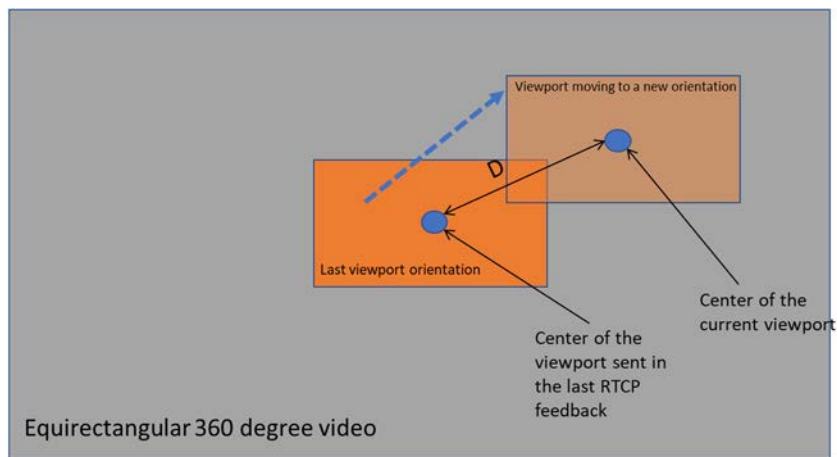 Viewport moving to a new orientation
D
Last viewport orientation
Center of the
current viewport
Center of the
viewport sent in
the last RTCP
feedback
Equirectangular 360 degree video